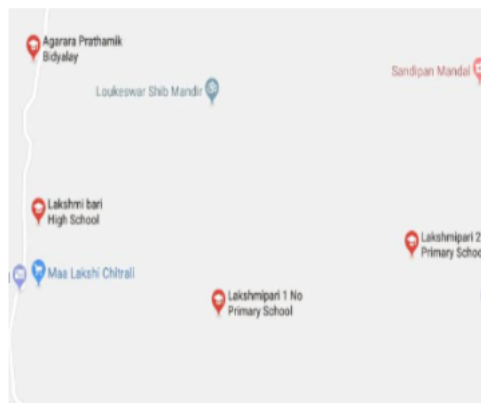 Agarara Prathamik
Bidyalay
Loukeswar Shib Mandir
Sandipan Mandal
Lakshmi bari
High School
Lakshmipari 2
Primary Schoo
Maa Lakshi Chitrali
Lakshmipari 1 No
Primary School